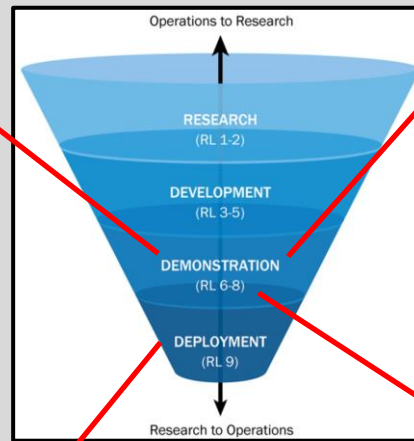 Operations to Research
RESEARCH
(RL 1-2)
DEVELOPMENT
(RL 3-5)
DEMONSTRATION
(RL 6-8)
DEPLOYMENT
(RL 9)
Research to Operations